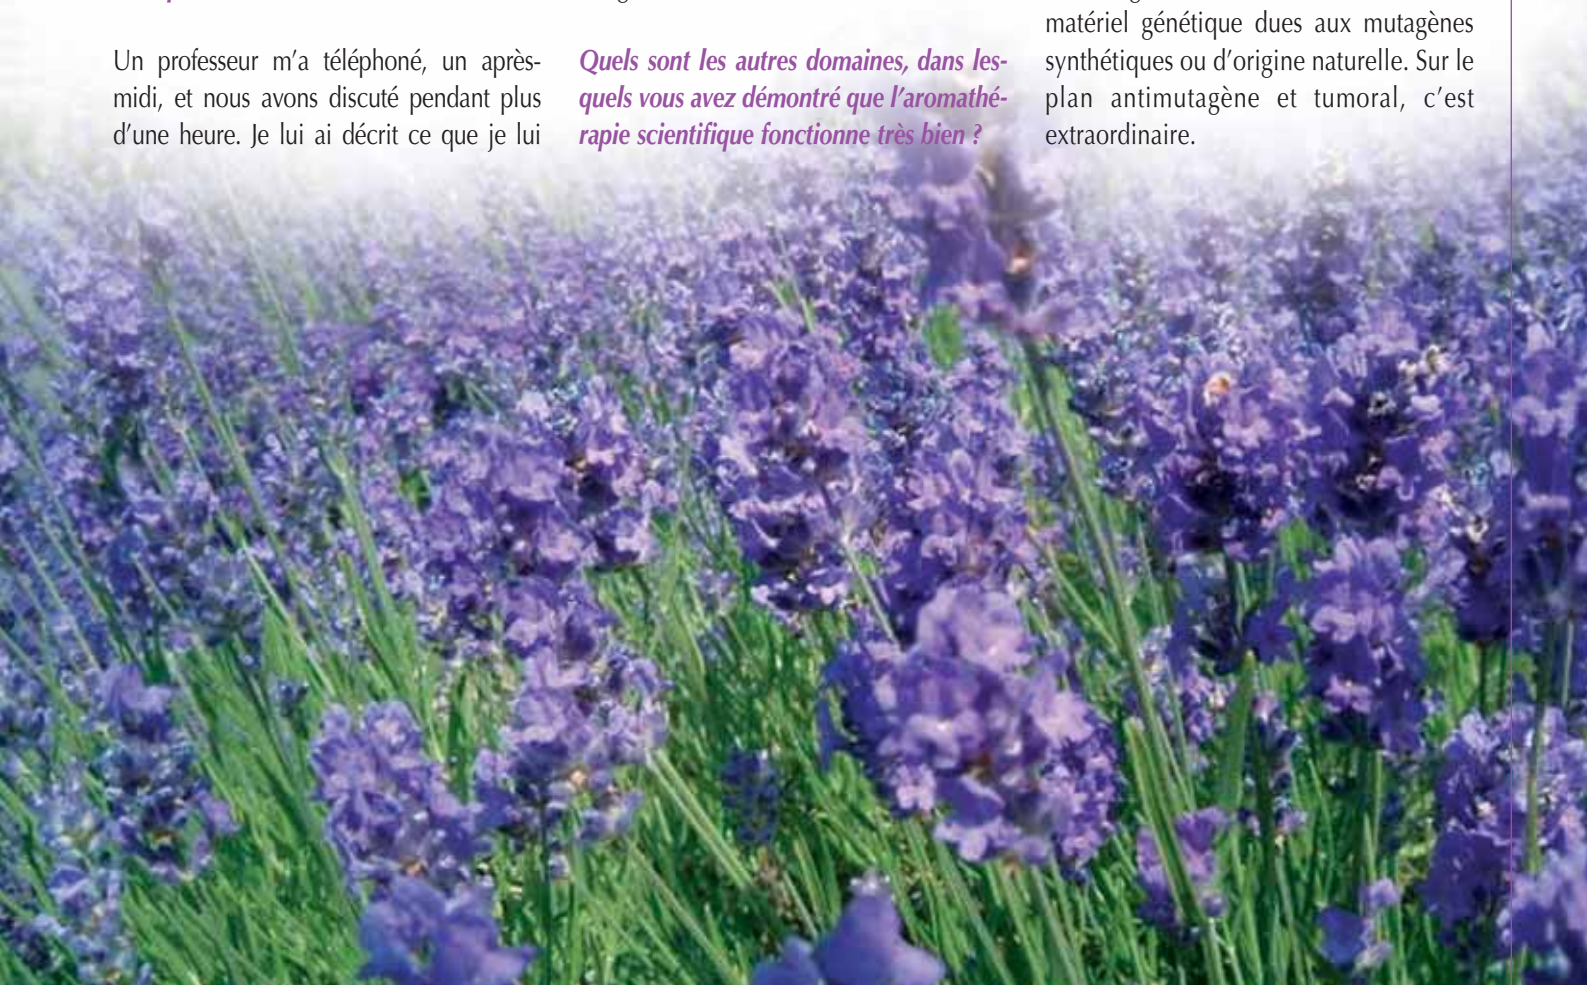 Un professeur m’a téléphoné, un après-
midi, et nous avons discuté pendant plus
d’une heure. Je lui ai décrit ce que je lui
Quels sont les autres domaines, dans les-
quels vous avez démontré que l’aromathé-
rapie scientifique fonctionne très bien ?
matériel génétique dues aux mutagènes
synthétiques ou d’origine naturelle. Sur le
plan antimutagène et tumoral, c’est
extraordinaire.